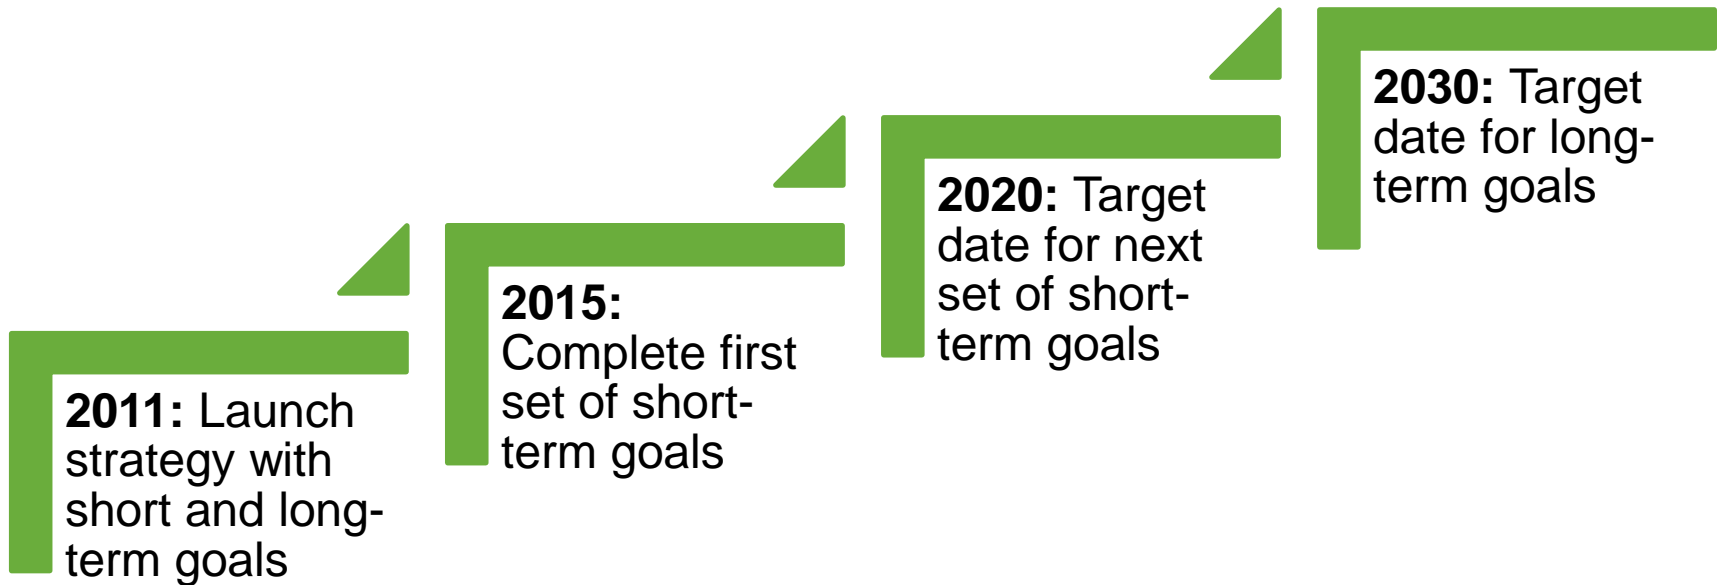 2011: Launch
strategy with
short and long-
term goals
2015:
Complete first
set of short-
term goals
2020: Target
date for next
set of short-
term goals
2030: Target
date for long-
term goals